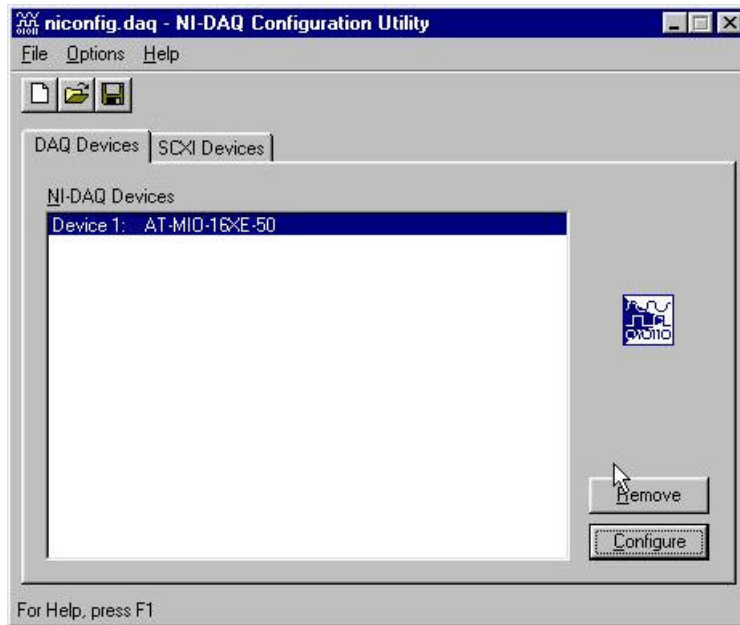 niconfig.daq - NI-DAQ Configuration Utility
File Options Help
DAQ Devices SCXI Devices
NI-DAQ Devices
Device 1: AT-MIO-16XE-50
Remove
Configure
For Help, press F1